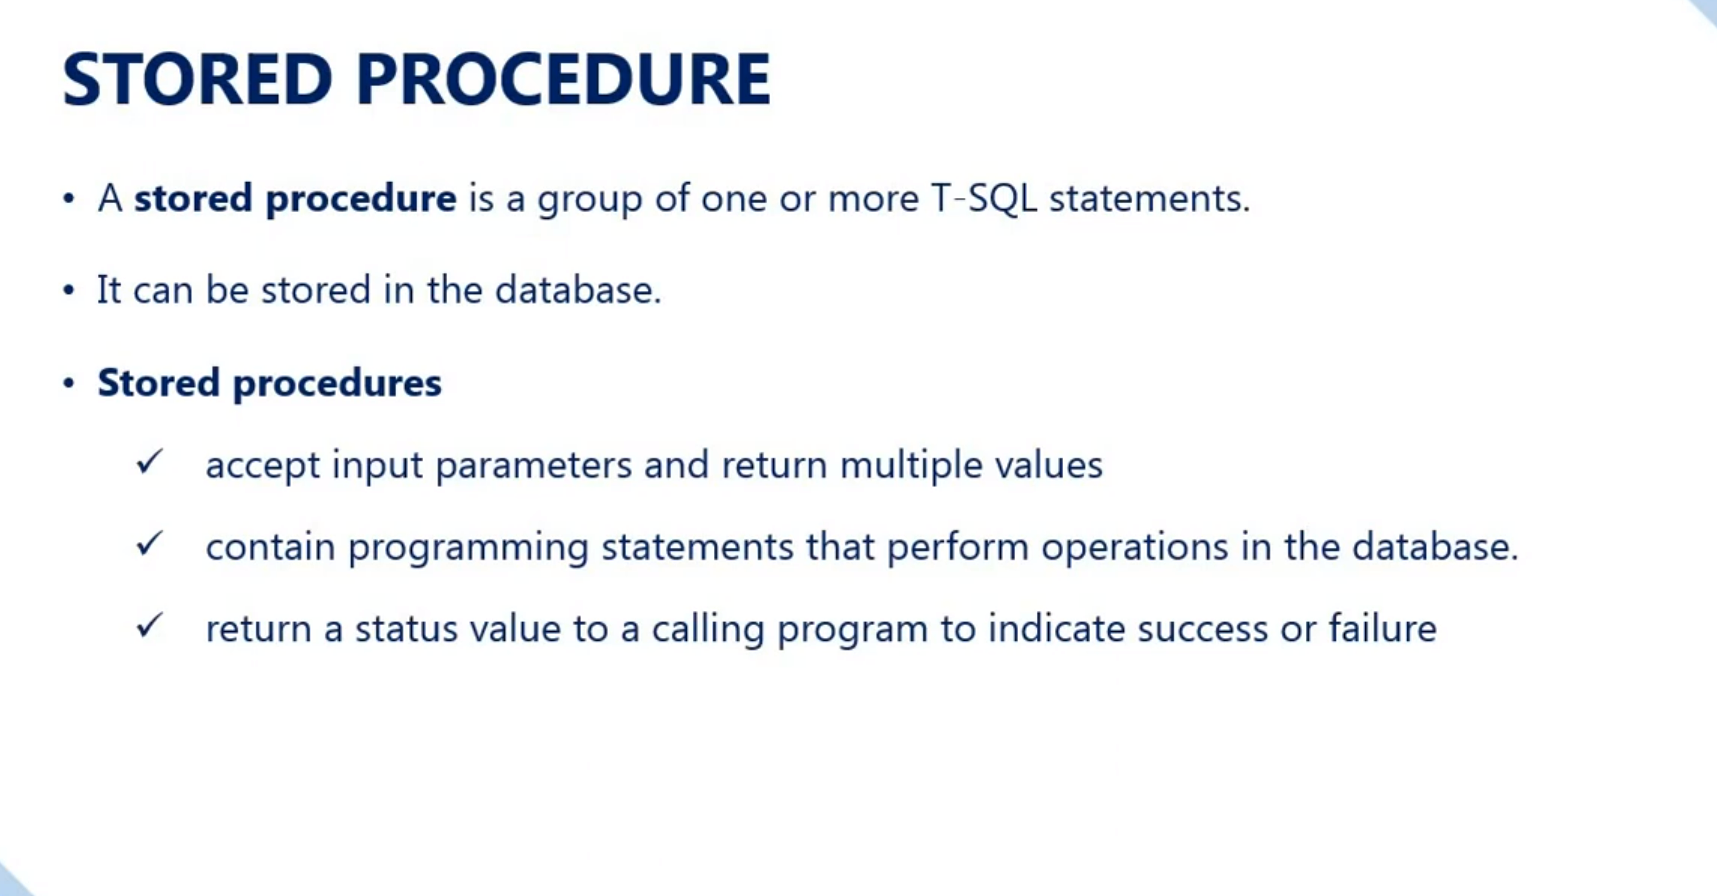 STORED PROCEDURE
• A stored procedure is a group of one or more T-SQL statements.
• It can be stored in the database.
• Stored procedures
✓ accept input parameters and return multiple values
✓ contain programming statements that perform operations in the database.
✓ return a status value to a calling program to indicate success or failure